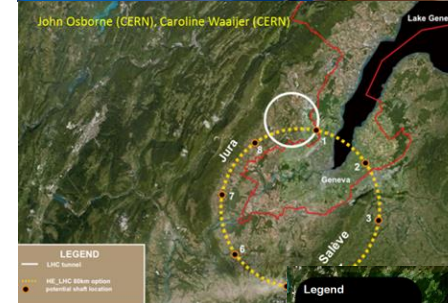 John Osborne (CERN), Caroline Waaijer (CERN)
Lake Gene
Jura
8
1
2
Geneva
7
3
6
Salève
LEGEND
LHC tunnel
HE_LHC 80km option
potential shaft location
Legend